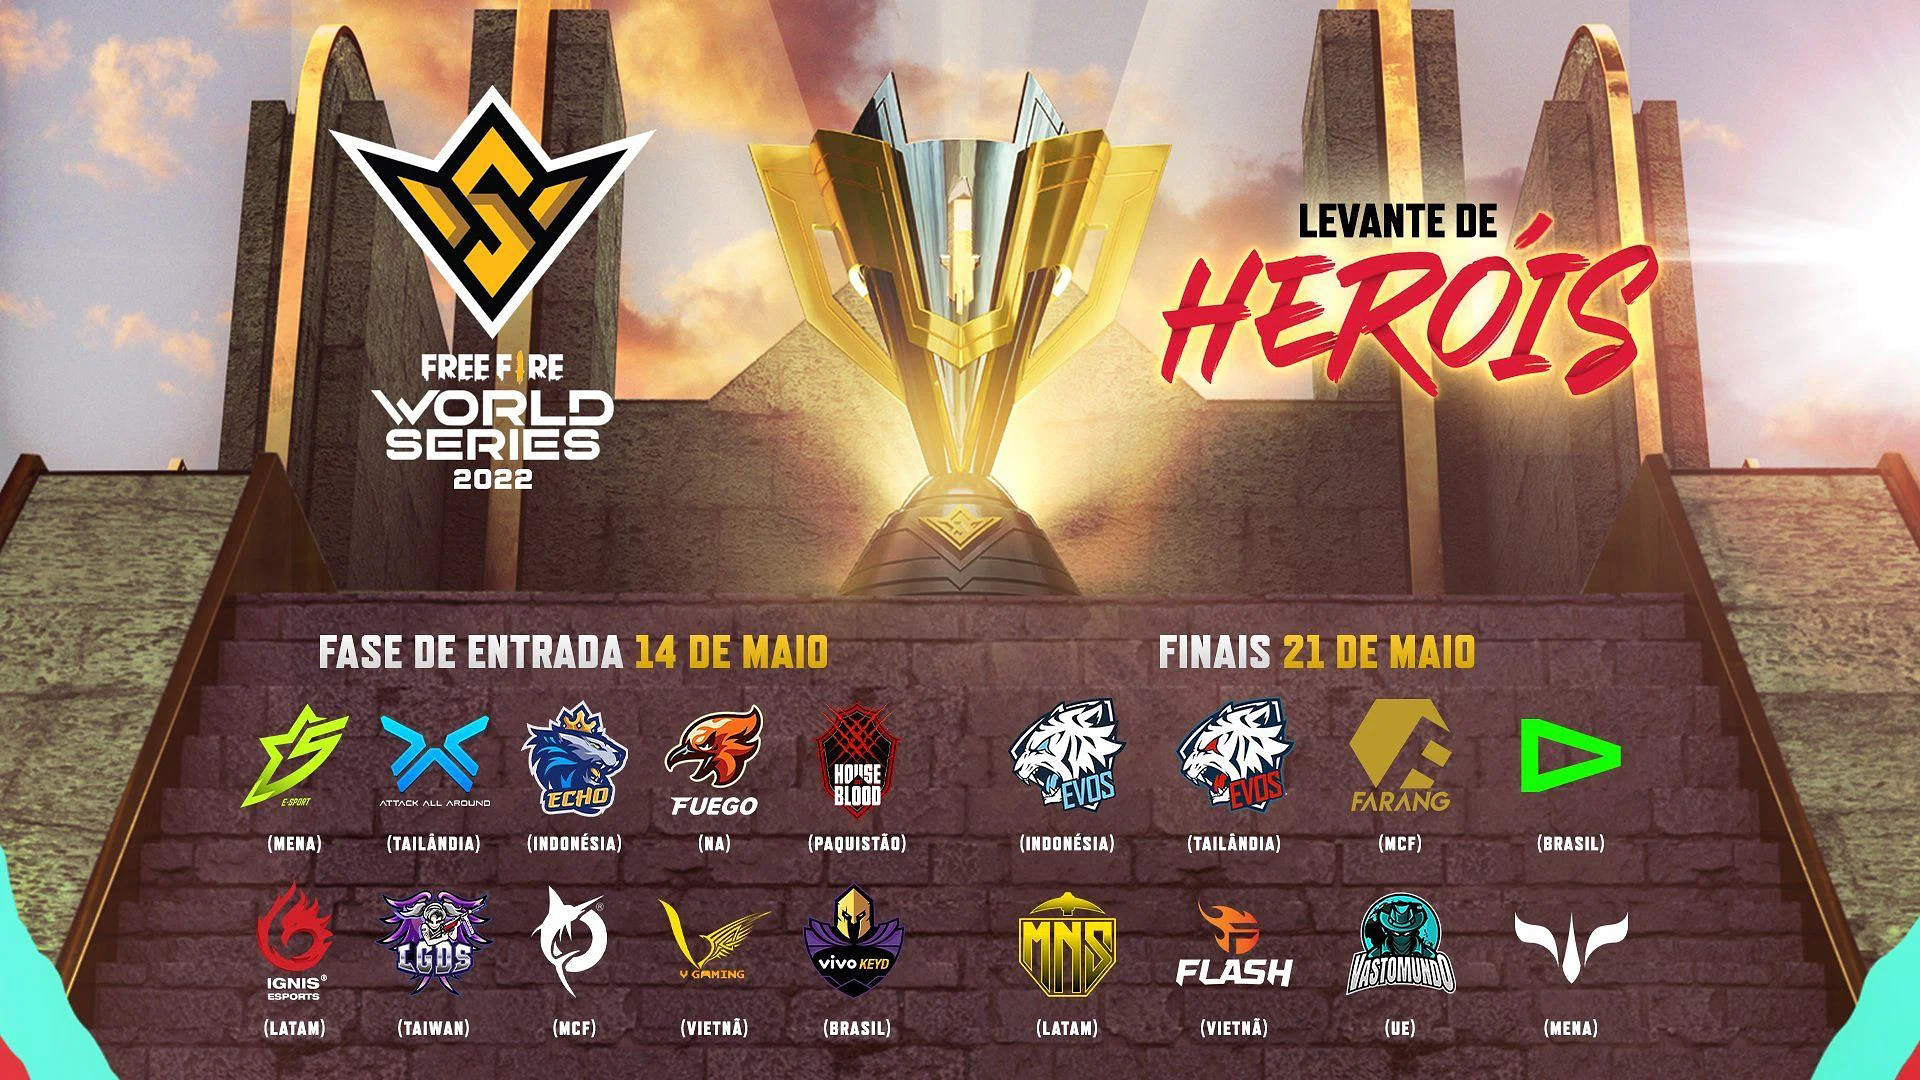 FREE FIRE
WORLD
SERIES
2022
LEVANTE DE
HEROÍS
FASE DE ENTRADA 14 DE MAIO
FINAIS 21 DE MAIO
E-SPORT
ATTACK ALL AROUND
ECHO
FUEGO
HOUSE
BLOOD
EVOS
EVOS
FARANG
(MENA)
(TAILÂNDIA)
(INDONÉSIA)
(NA)
(PAQUISTÃO)
(INDONÉSIA)
(TAILÂNDIA)
(MCF)
(BRASIL)
IGNIS®
ESPORTS
CGDS
®
V GAMING
vivo KEYD
MNS
FLASH
VASTOMUNDO
(LATAM)
(TAIWAN)
(MCF)
(VIETNÃ)
(BRASIL)
(LATAM)
(VIETNÃ)
(UE)
(MENA)